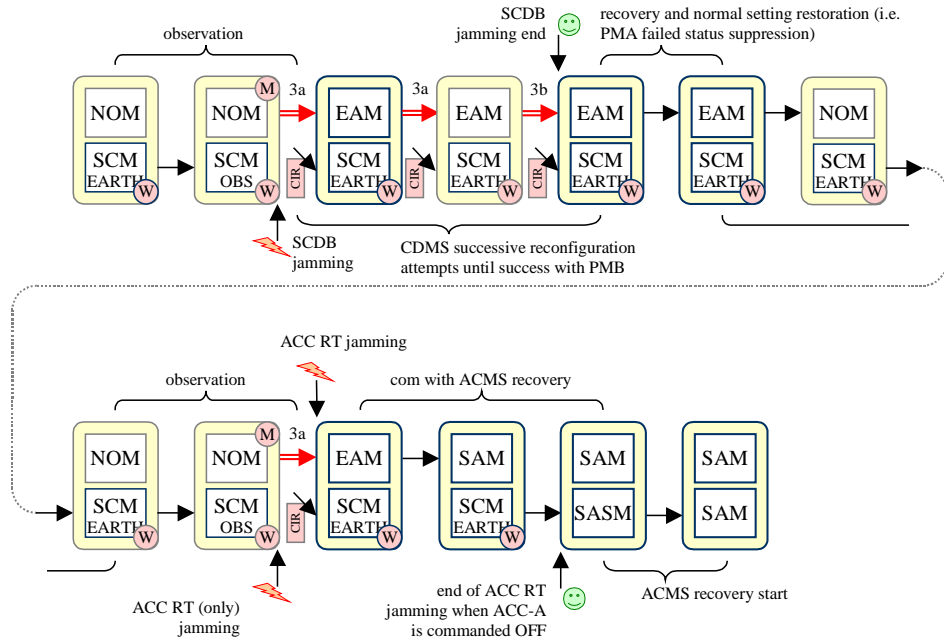 SCDB
jamming end
recovery and normal setting restoration (i.e.
PMA failed status suppression)
observation
M
3a
3a
3b
NOM
NOM
EAM
EAM
EAM
EAM
NOM
SCM
EARTH
W
SCM
OBS
W
CIR
SCM
EARTH
W
CIR
SCM
EARTH
W
CIR
SCM
EARTH
W
SCM
EARTH
W
SCM
EARTH
W
SCDB
jamming
CDMS successive reconfiguration
attempts until success with PMB
ACC RT jamming
observation
com with ACMS recovery
M
3a
NOM
NOM
EAM
SAM
SAM
SAM
SCM
EARTH
W
SCM
OBS
W
CIR
SCM
EARTH
W
SCM
EARTH
W
SASM
SAM
ACC RT (only)
jamming
end of ACC RT
jamming when ACC-A
is commanded OFF
ACMS recovery start